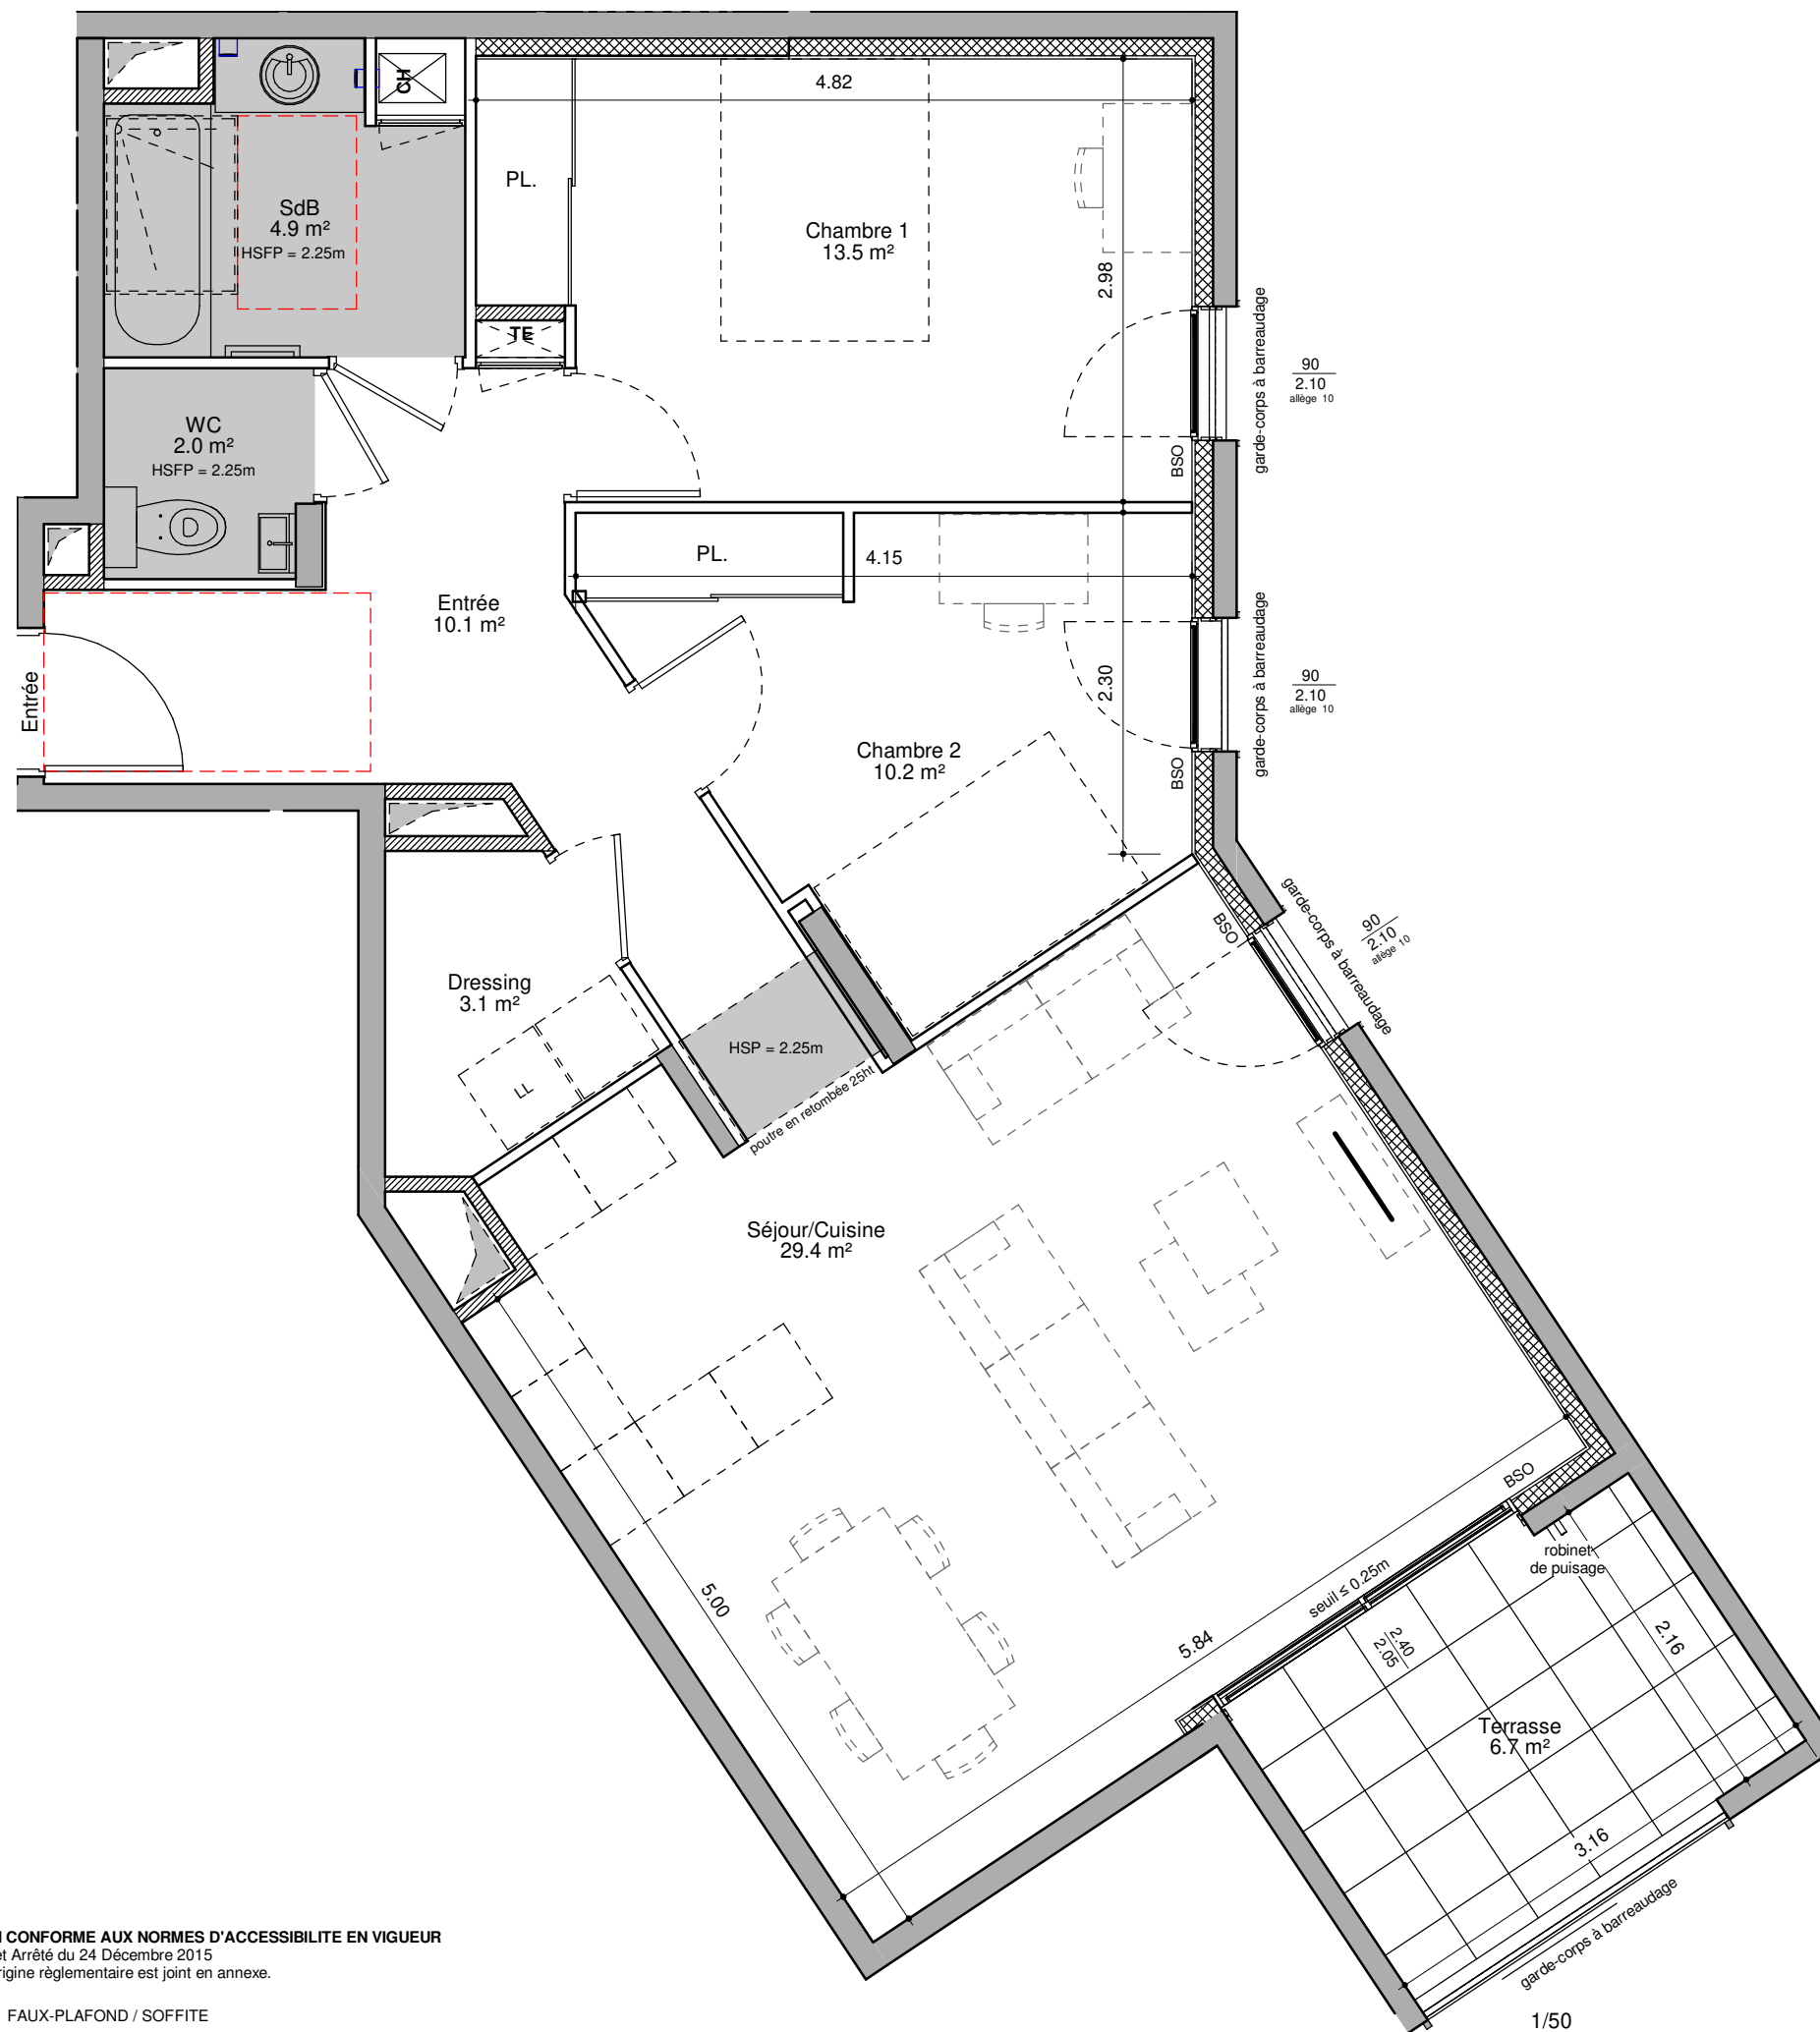 CH
4.82
PL.
SdB
4.9 m²
HSFP = 2.25m
Chambre 1
13.5 m²
2.98
TE
garde-corps à barreaudage
90
2.10
allège 10
BSO
WC
2.0 m²
HSFP = 2.25m
PL.
4.15
Entrée
10.1 m²
Entrée
2.30
garde-corps à barreaudage
90
2.10
allège 10
BSO
Chambre 2
10.2 m²
garde-corps à barreaudage
90
2.10
allège 10
BSO
Dressing
3.1 m²
LL
HSP = 2.25m
poutre en retombée 25ht
Séjour/Cuisine
29.4 m²
BSO
robinet
de puisage
seuil ≤ 0.25m
5.00
5.84
2.40
2.05
2.16
Terrasse
6.7 m²
3.16
garde-corps à barreaudage
CONFORME AUX NORMES D'ACCESSIBILITE EN VIGUEUR
et Arrêté du 24 Décembre 2015
rigine règlementaire est joint en annexe.
FAUX-PLAFOND / SOFFITE
1/50